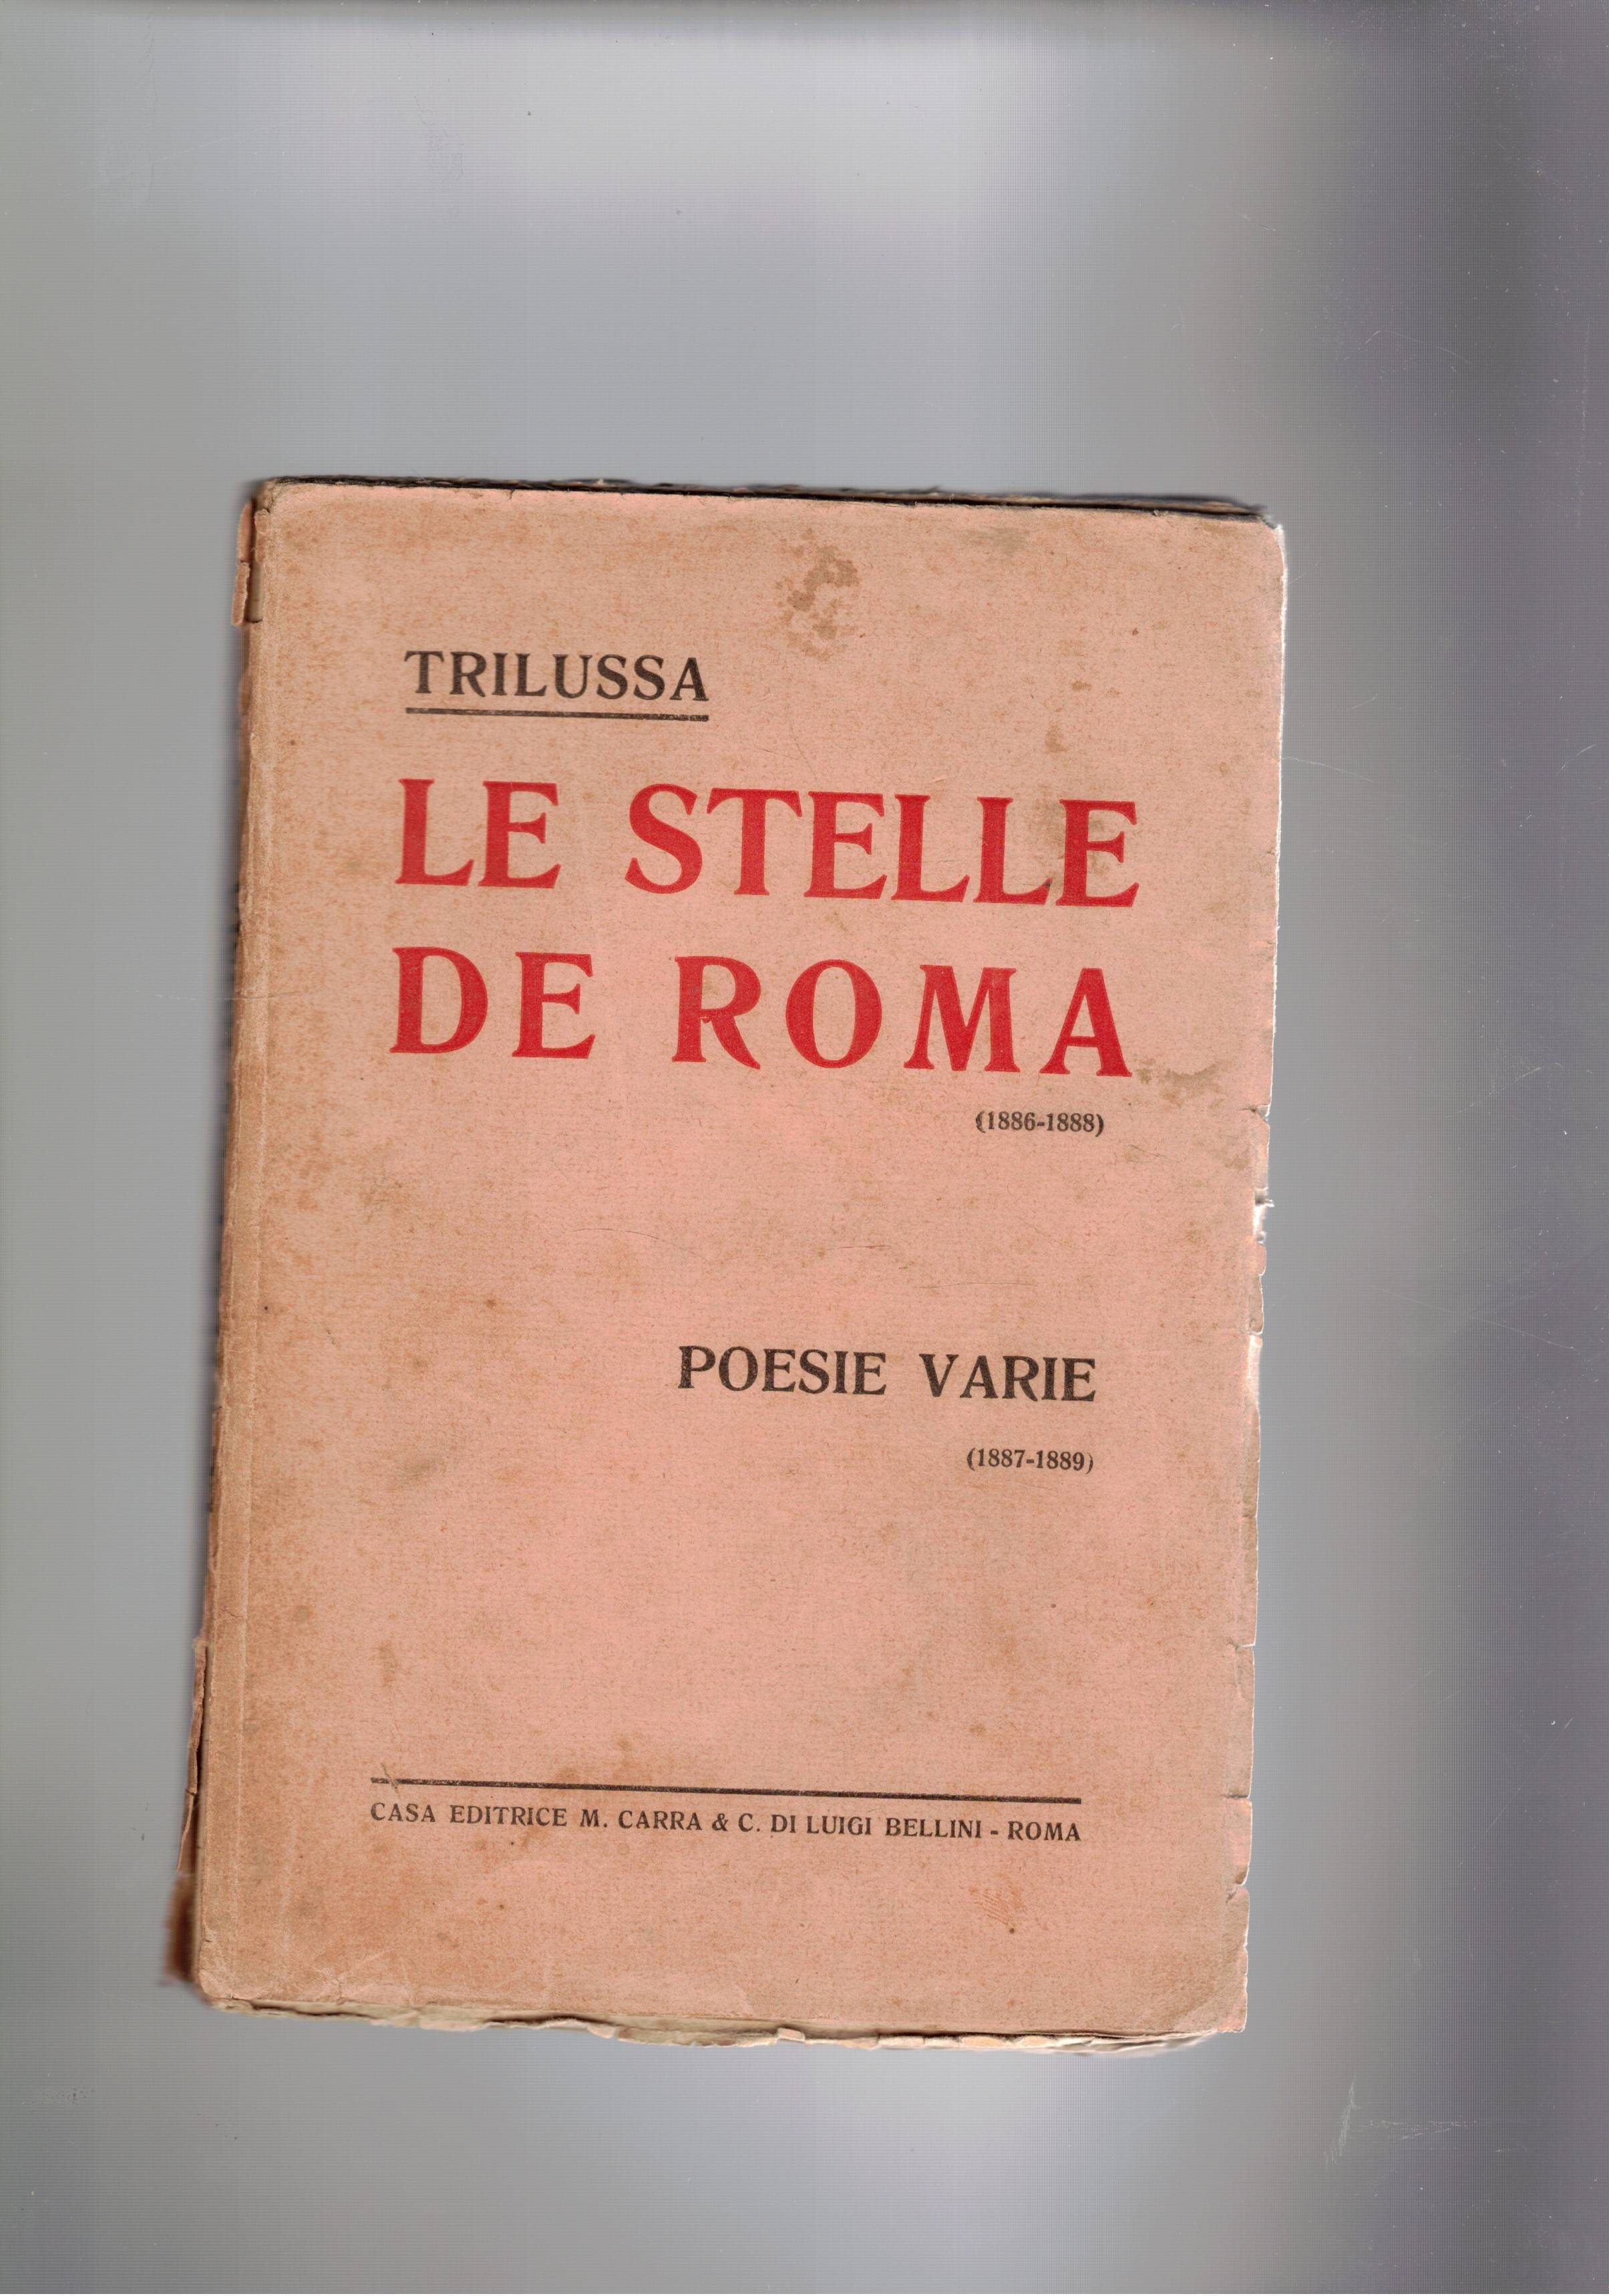 TRILUSSA
LE STELLE
DE ROMA
(1886-1888)
POESIE VARIE
(1887-1889)
CASA EDITRICE M. CARRA & C. DI LUIGI BELLINI - ROMA